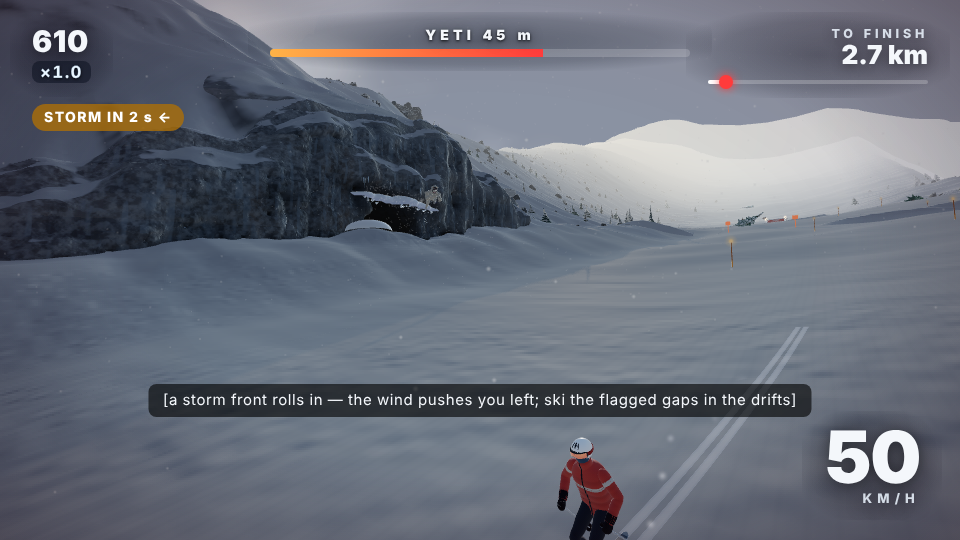 610
×1.0
STORM IN 2 s ←
YETI 45 m
TO FINISH
2.7 km
[a storm front rolls in — the wind pushes you left; ski the flagged gaps in the drifts]
50
KM/H